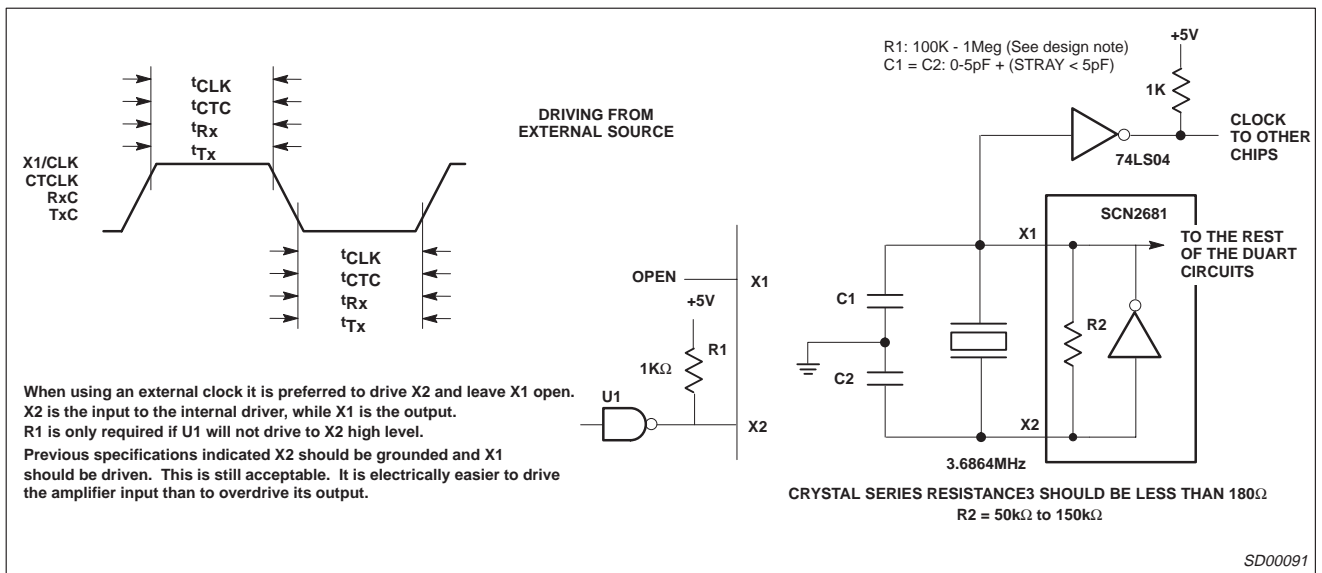 tCLK
tCTC
tRx
tTx
X1/CLK
CTCLK
RxC
TxC
tCLK
tCTC
tRx
tTx
When using an external clock it is preferred to drive X2 and leave X1 open.
X2 is the input to the internal driver, while X1 is the output.
R1 is only required if U1 will not drive to X2 high level.
Previous specifications indicated X2 should be grounded and X1
should be driven. This is still acceptable. It is electrically easier to drive
the amplifier input than to overdrive its output.
DRIVING FROM
EXTERNAL SOURCE
OPEN
X1
+5V
R1
1KΩ
U1
X2
R1: 100K - 1Meg (See design note)
C1 = C2: 0-5pF + (STRAY < 5pF)
+5V
1K
CLOCK
TO OTHER
CHIPS
74LS04
SCN2681
X1
TO THE REST
OF THE DUART
CIRCUITS
C1
R2
C2
X2
3.6864MHz
CRYSTAL SERIES RESISTANCE3 SHOULD BE LESS THAN 180Ω
R2 = 50kΩ to 150kΩ
SD00091